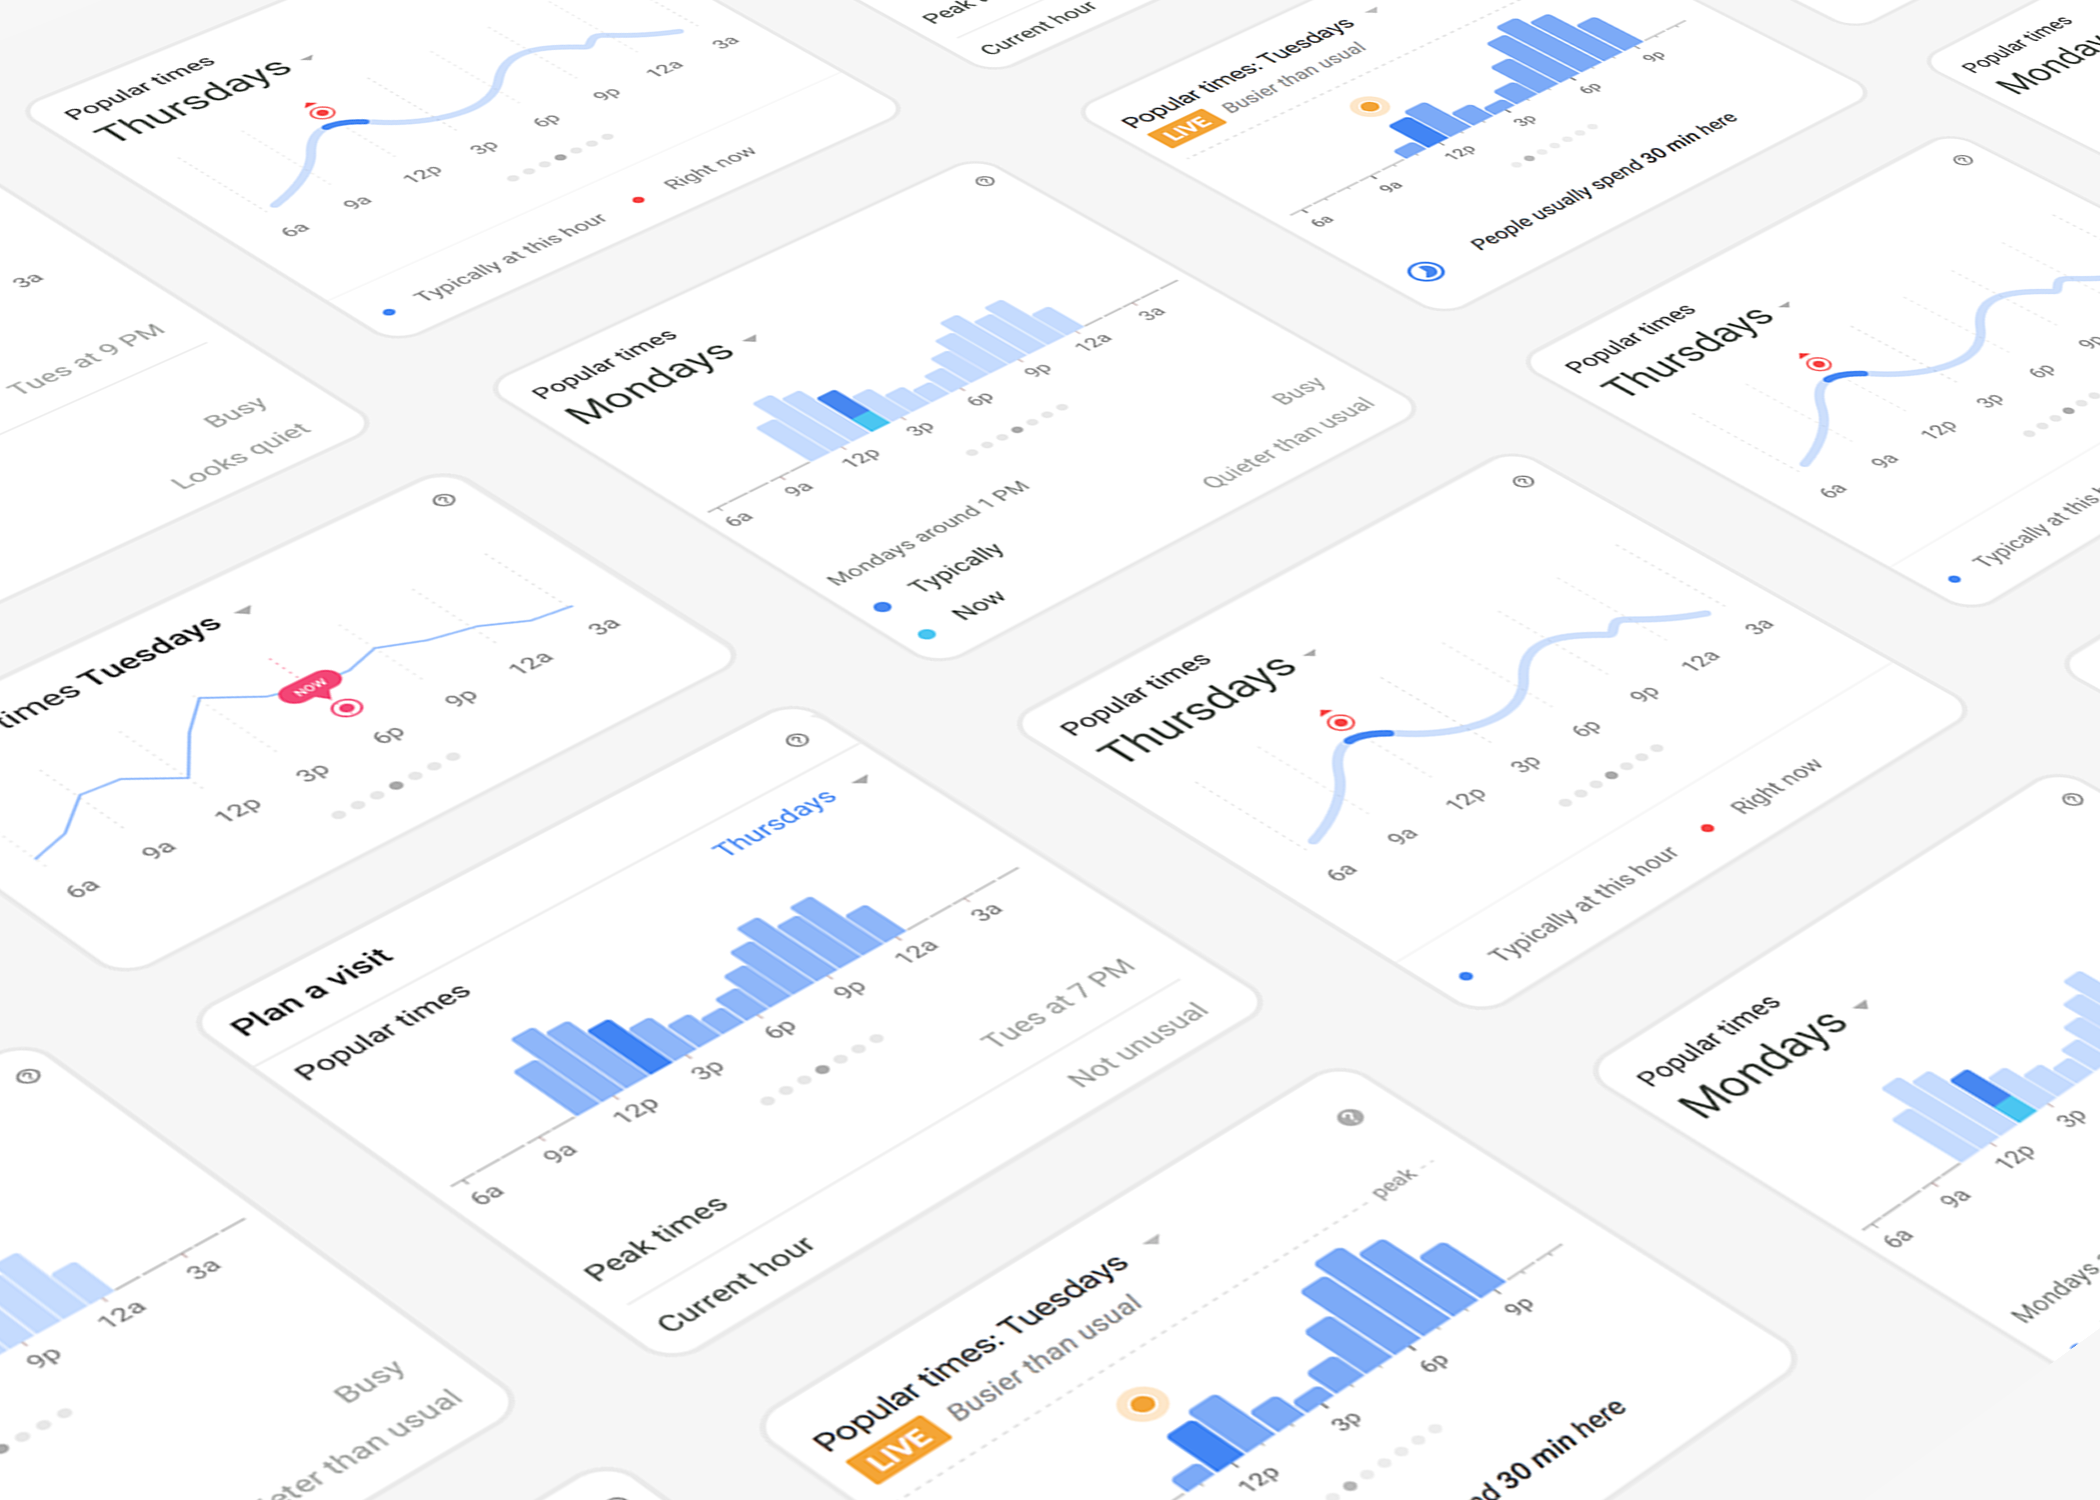 Popular times
Thursdays
6a
9a
12p
3p
6p
9p
12a
3a
Typically at this hour
Right now
Peak
Current hour
Popular times: Tuesdays
LIVE
Busier than usual
6a
9a
12p
3p
6p
9p
People usually spend 30 min here
Popular times
3a
Tues at 9 PM
Busy
Looks quiet
Popular times
Mondays
6a
9a
12p
3p
6p
9p
12a
3a
Mondays around 1 PM
Busy
Typically
Quieter than usual
Now
Popular times
Thursdays
6a
9a
12p
3p
6p
9p
Typically at this
times Tuesdays
NOW
6a
9a
12p
3p
6p
9p
12a
3a
Popular times
Thursdays
6a
9a
12p
3p
6p
9p
12a
3a
Typically at this hour
Right now
Plan a visit
Popular times
Thursdays
6a
9a
12p
3p
6p
9p
12a
3a
Peak times
Tues at 7 PM
Current hour
Not unusual
Popular times
Mondays
6a
9a
12p
3p
Mondays
9p
12a
3a
Busy
than usual
Popular times: Tuesdays
LIVE
Busier than usual
peak
12p
3p
6p
9p
30 min here